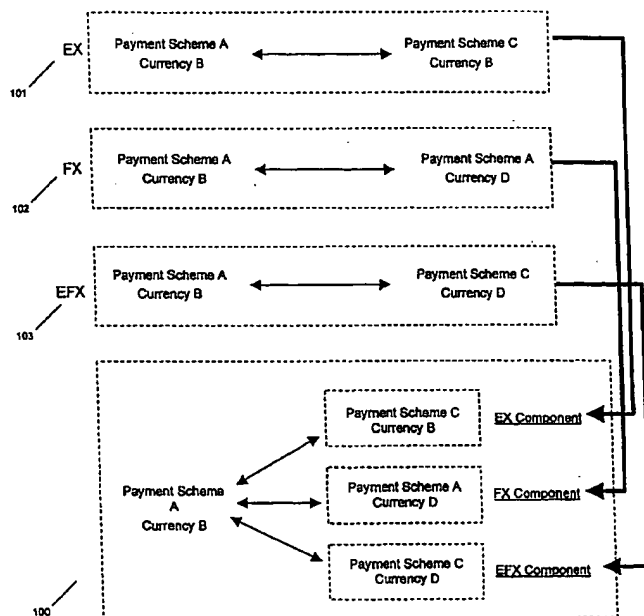 EX
Payment Scheme A
Currency B
Payment Scheme C
Currency B
101
FX
Payment Scheme A
Currency B
Payment Scheme A
Currency D
102
EFX
Payment Scheme A
Currency B
Payment Scheme C
Currency D
103
Payment Scheme C
Currency B
EX Component
Payment Scheme
A
Currency B
Payment Scheme A
Currency D
FX Component
Payment Scheme C
Currency D
EFX Component
100